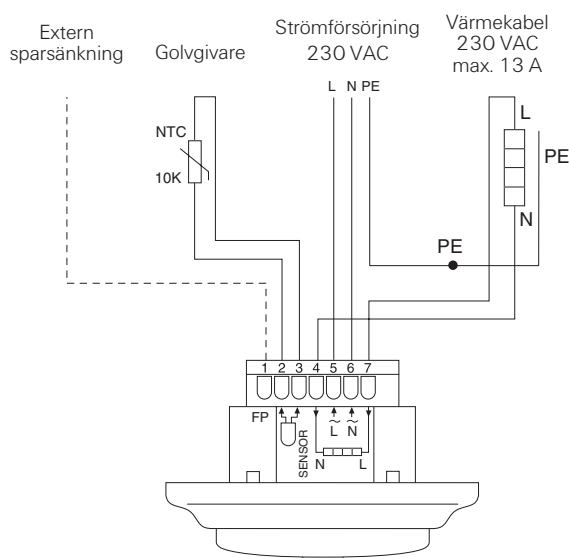 Extern
sparsänkning
Golvgivare
Strömförsörjning
230 VAC
Värmekabel
230 VAC
max. 13 A
L N PE
NTC
10K
L
PE
N
PE
1 2 3 4 5 6 7
FP
SENSOR
~ ~
L N
N L